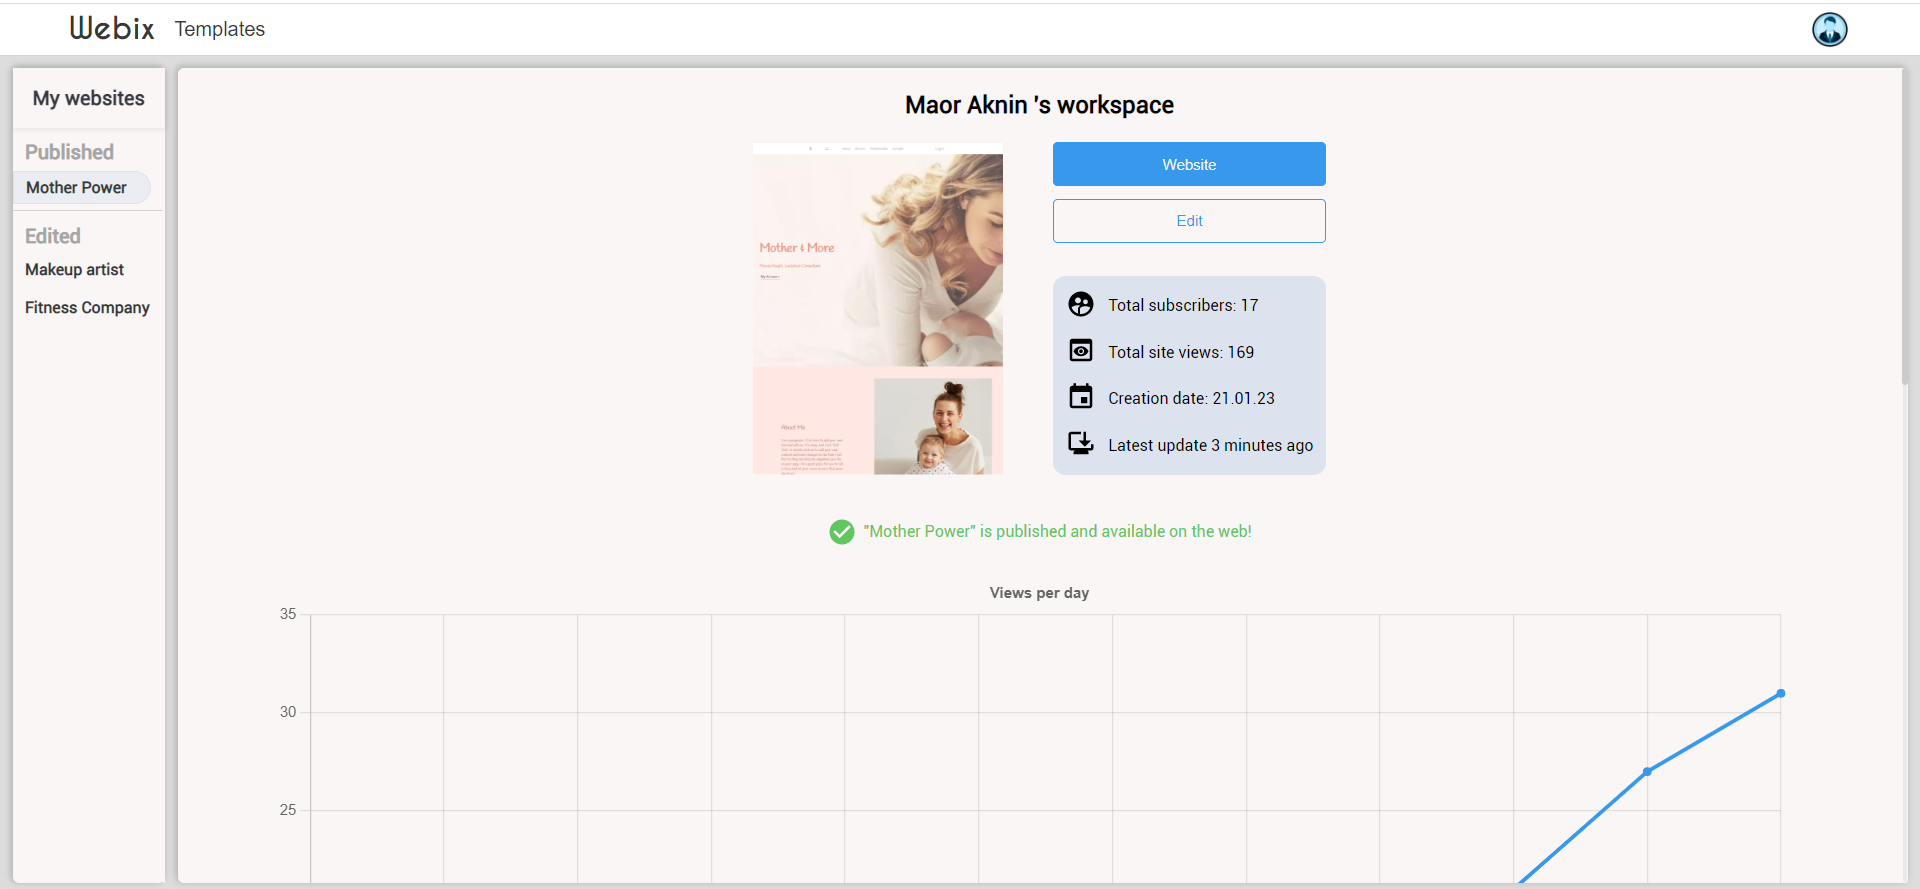 Webix
Templates
My websites
Published
Mother Power
Edited
Makeup artist
Fitness Company
Maor Aknin 's workspace
Mother & More
About Me
Website
Edit
Total subscribers: 17
Total site views: 169
Creation date: 21.01.23
Latest update 3 minutes ago
"Mother Power" is published and available on the web!
Views per day
35
30
25